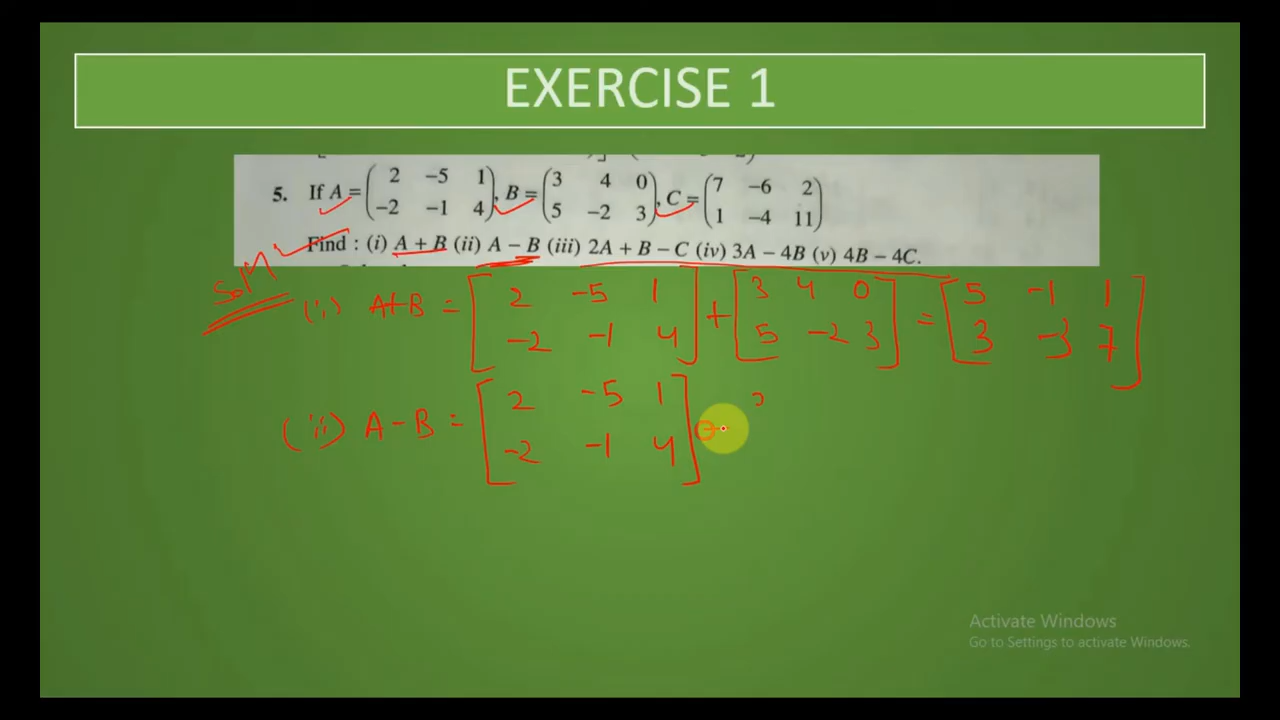 EXERCISE 1
5. If A = ( 2 −5 1 ), B = ( 3 4 0 ), C = ( 7 −6 2 )
−2 −1 4 5 −2 3 1 −4 11
Find : (i) A + B (ii) A − B (iii) 2A + B − C (iv) 3A − 4B (v) 4B − 4C.
Soln
(i) A+B = [ 2 -5 1 ] + [ 3 4 0 ] = [ 5 -1 1 ]
-2 -1 4 5 -2 3 3 -3 7
(ii) A-B = [ 2 -5 1 ] -
-2 -1 4
Activate Windows
Go to Settings to activate Windows.